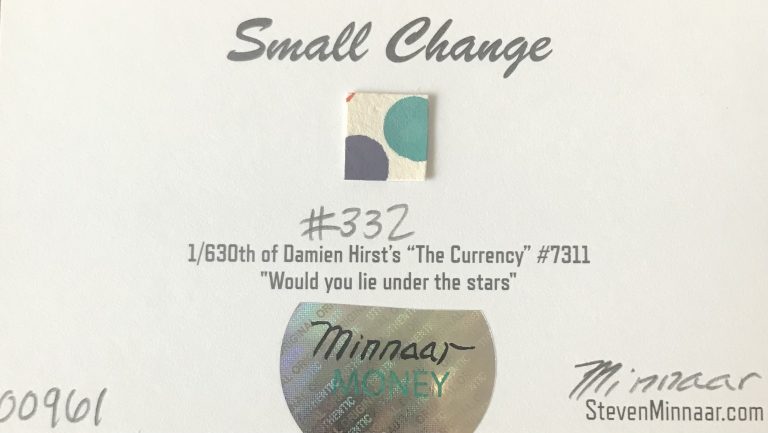 Small Change
#332
1/630th of Damien Hirst's "The Currency" #7311
"Would you lie under the stars"
Minnaar
MONEY
00961
Minnaar
StevenMinnaar.com